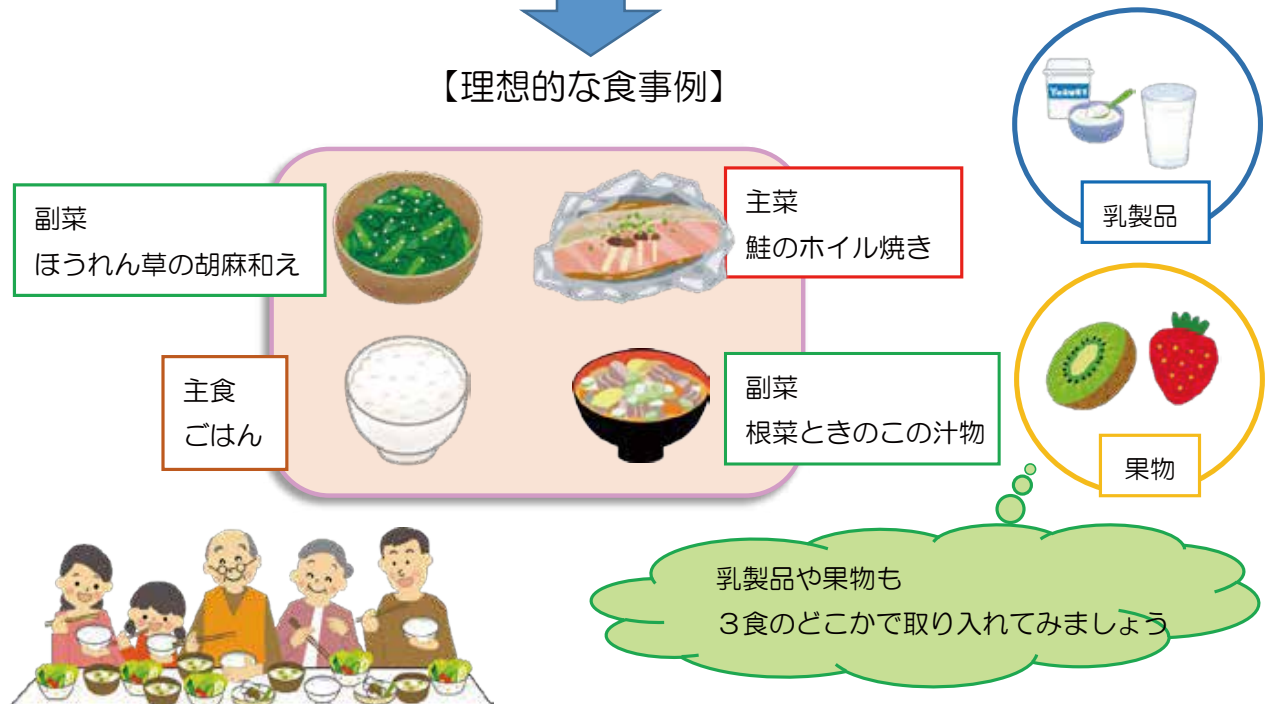 【理想的な食事例】
副菜
ほうれん草の胡麻和え
主菜
鮭のホイル焼き
主食
ごはん
副菜
根菜ときのこの汁物
YOGURT
乳製品
果物
乳製品や果物も
３食のどこかで取り入れてみましょう